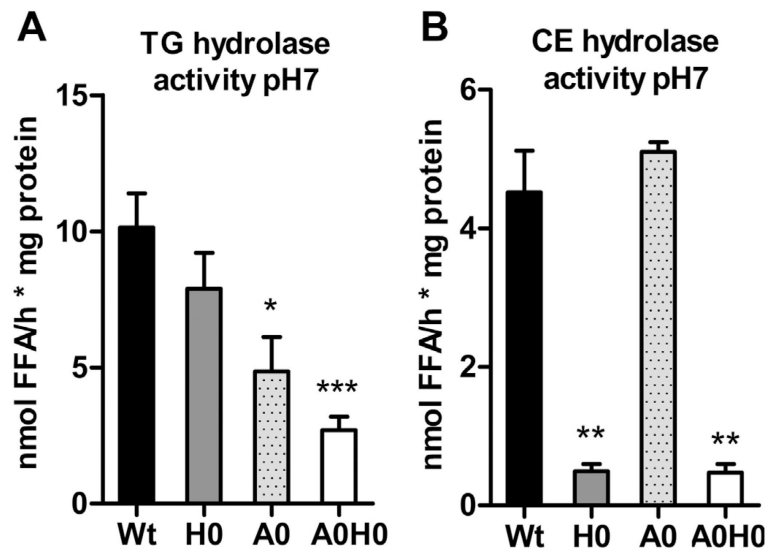 A
TG hydrolase
activity pH7
nmol FFA/h * mg protein
15
10
5
0
*
***
Wt H0 A0 A0H0
B
CE hydrolase
activity pH7
nmol FFA/h * mg protein
6
4
2
0
**
**
Wt H0 A0 A0H0